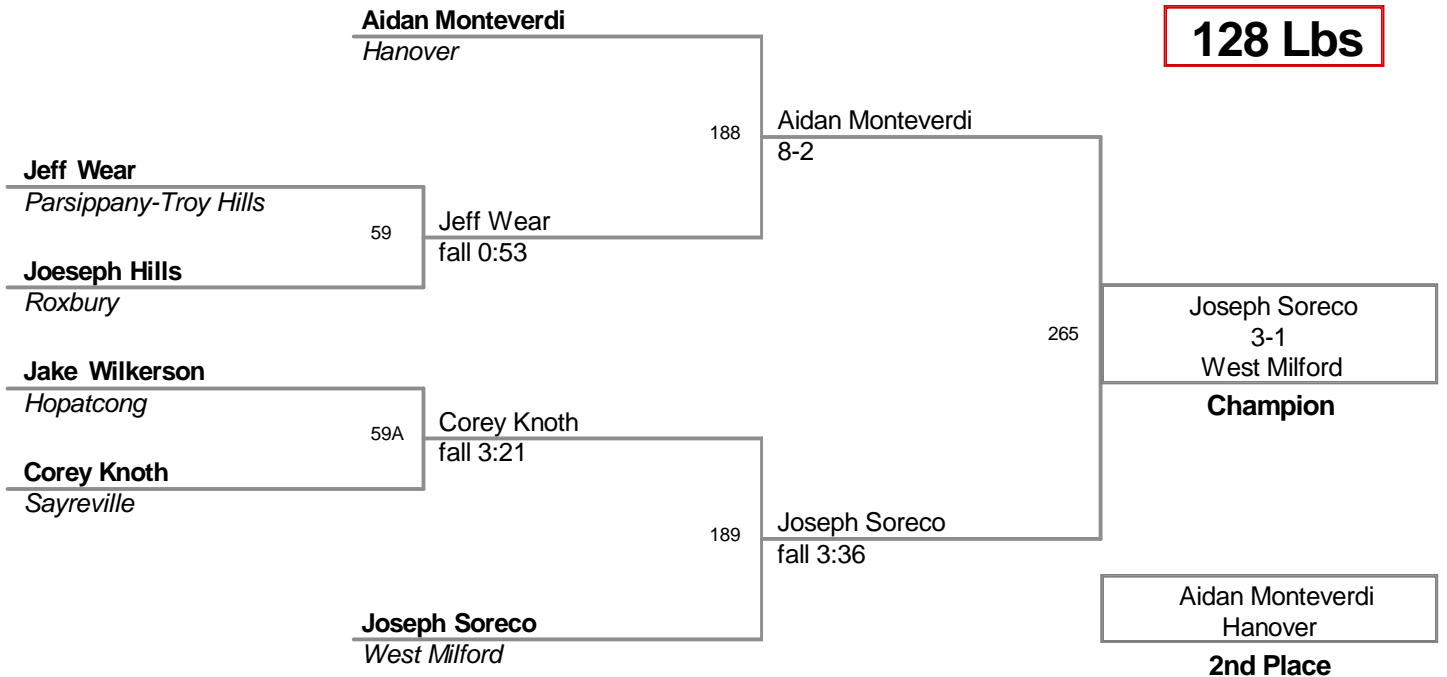 Aidan Monteverdi
Hanover
128 Lbs
188
Aidan Monteverdi
8-2
Jeff Wear
Parsippany-Troy Hills
59
Jeff Wear
fall 0:53
Joeseph Hills
Roxbury
265
Joseph Soreco
3-1
West Milford
Champion
Jake Wilkerson
Hopatcong
59A
Corey Knoth
fall 3:21
Corey Knoth
Sayreville
189
Joseph Soreco
fall 3:36
Joseph Soreco
West Milford
Aidan Monteverdi
Hanover
2nd Place